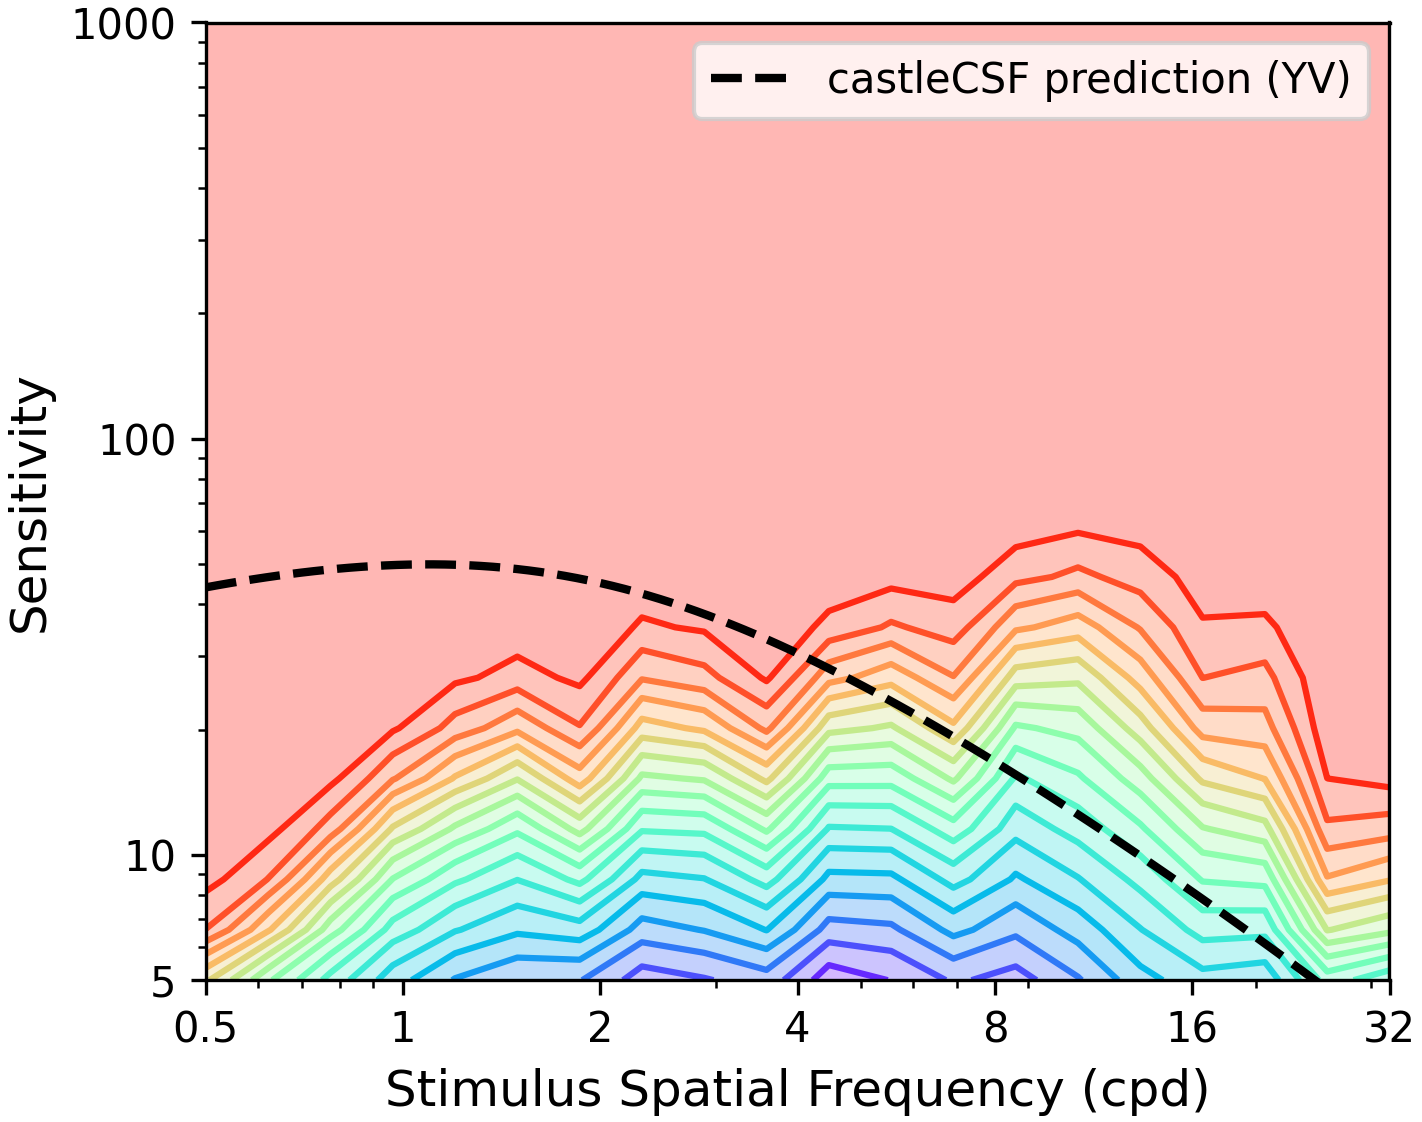 castleCSF prediction (YV)
Sensitivity
1000
100
10
5
0.5 1 2 4 8 16 32
Stimulus Spatial Frequency (cpd)